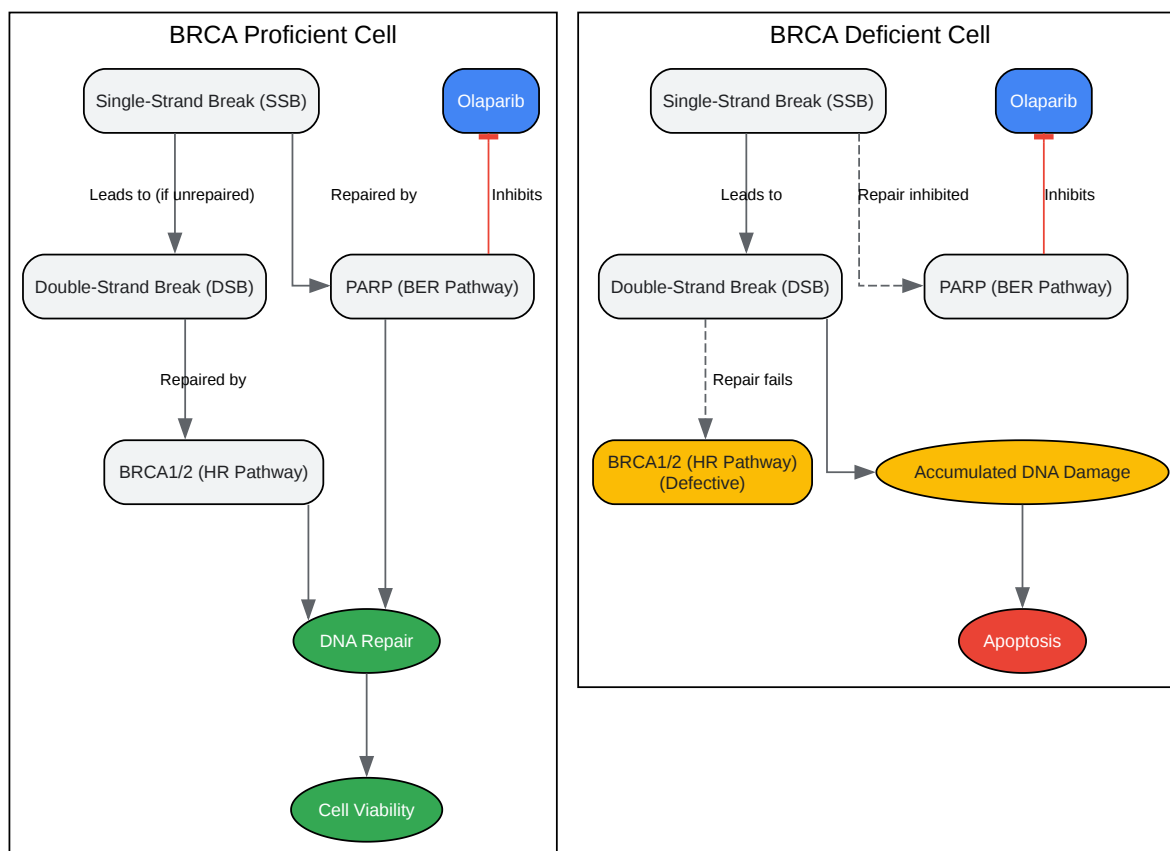 BRCA Proficient Cell
Single-Strand Break (SSB)
Olaparib
Leads to (if unrepaired)
Repaired by
Inhibits
Double-Strand Break (DSB)
PARP (BER Pathway)
Repaired by
BRCA1/2 (HR Pathway)
DNA Repair
Cell Viability
BRCA Deficient Cell
Single-Strand Break (SSB)
Olaparib
Leads to
Repair inhibited
Inhibits
Double-Strand Break (DSB)
PARP (BER Pathway)
Repair fails
BRCA1/2 (HR Pathway)
(Defective)
Accumulated DNA Damage
Apoptosis